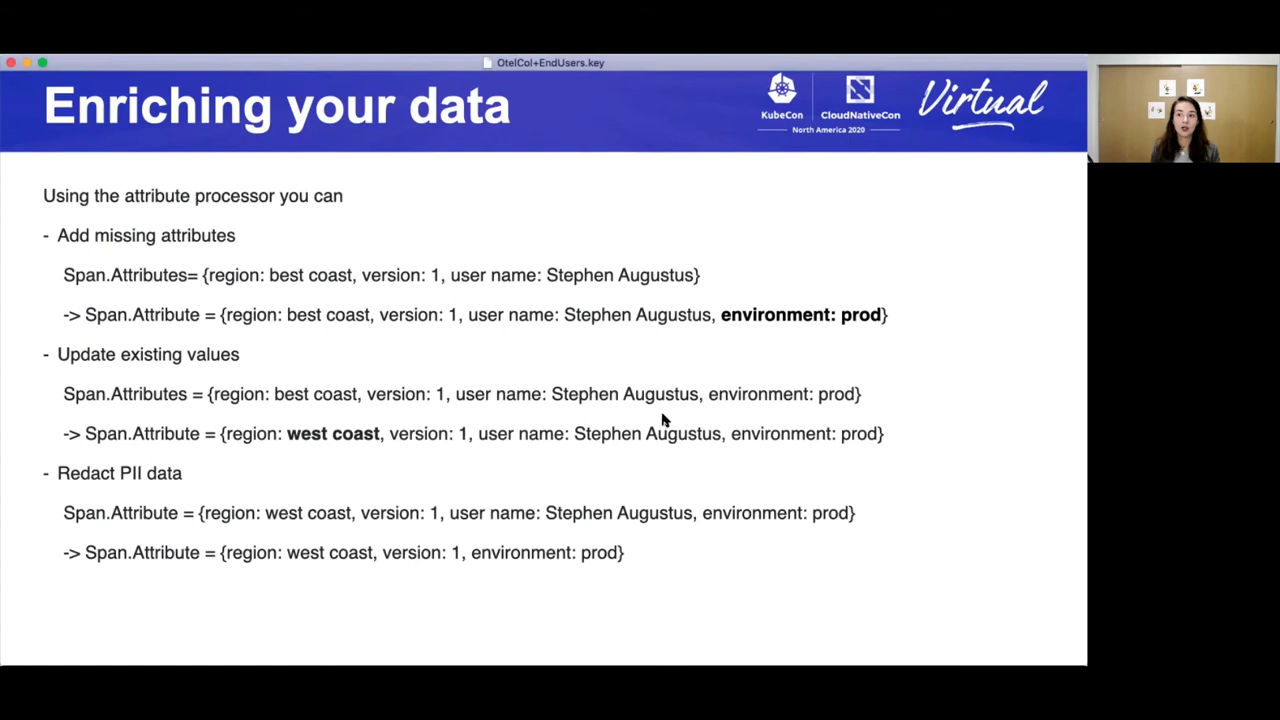 OtelCol+EndUsers.key
Enriching your data
KubeCon
CloudNativeCon
North America 2020
Virtual
Using the attribute processor you can
- Add missing attributes
Span.Attributes= {region: best coast, version: 1, user name: Stephen Augustus}
-> Span.Attribute = {region: best coast, version: 1, user name: Stephen Augustus, environment: prod}
- Update existing values
Span.Attributes = {region: best coast, version: 1, user name: Stephen Augustus, environment: prod}
-> Span.Attribute = {region: west coast, version: 1, user name: Stephen Augustus, environment: prod}
- Redact PII data
Span.Attribute = {region: west coast, version: 1, user name: Stephen Augustus, environment: prod}
-> Span.Attribute = {region: west coast, version: 1, environment: prod}